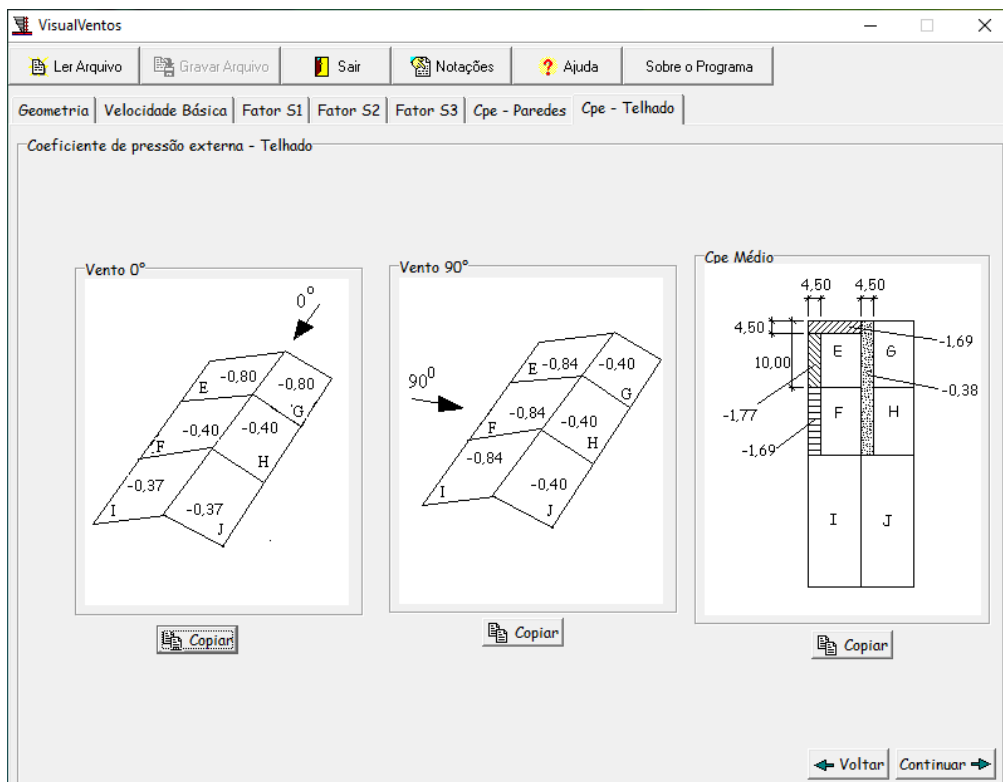 VisualVentos
Ler Arquivo Gravar Arquivo Sair Notações Ajuda Sobre o Programa
Geometria Velocidade Básica Fator S1 Fator S2 Fator S3 Cpe - Paredes Cpe - Telhado
Coeficiente de pressão externa - Telhado
Vento 0°
0°
E -0,80 -0,80
G
F -0,40 -0,40
H
-0,37
I -0,37 J
Copiar
Vento 90°
90°
E -0,84 -0,40
G
-0,84 -0,40
F H
-0,84
-0,40
I J
Copiar
Cpe Médio
4,50 4,50
4,50
-1,69
10,00 E G
-0,38
-1,77 F H
-1,69
I J
Copiar
Voltar Continuar